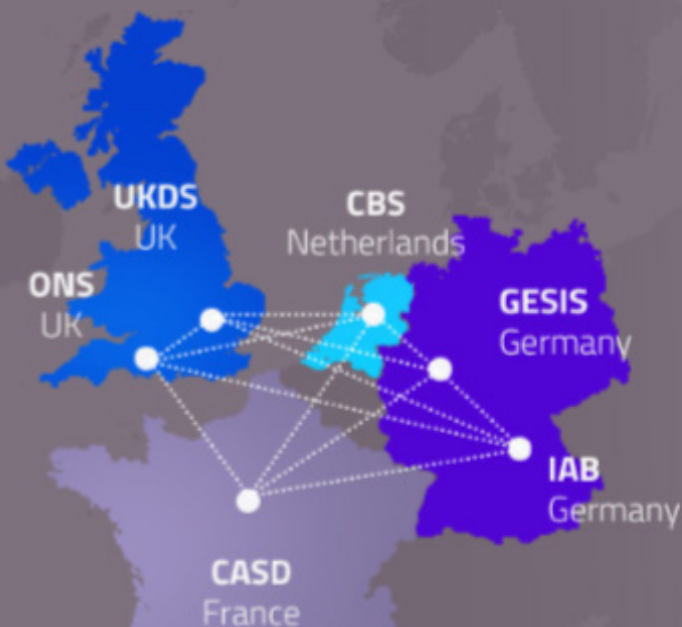 UKDS
UK
CBS
Netherlands
ONS
UK
GESIS
Germany
IAB
Germany
CASD
France